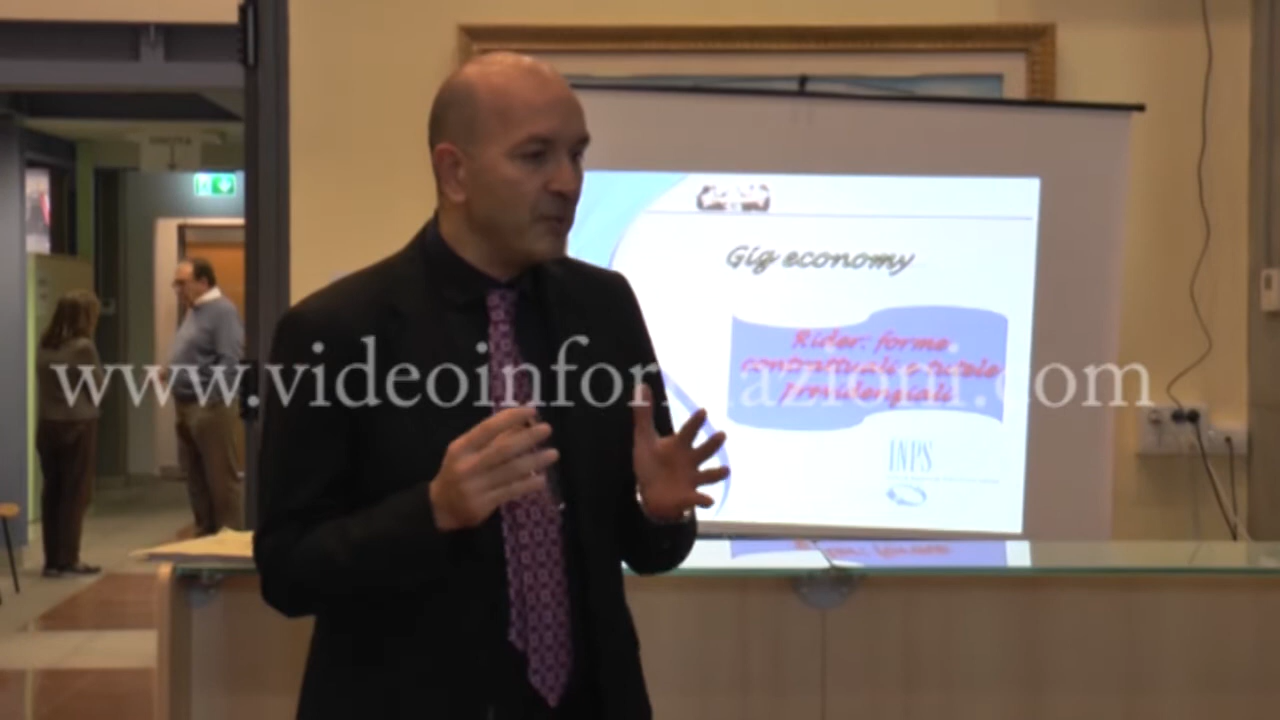 Gig economy
Rider: forme
contrattuali e tutele
previdenziali
www.videoinformazioni.com
INPS